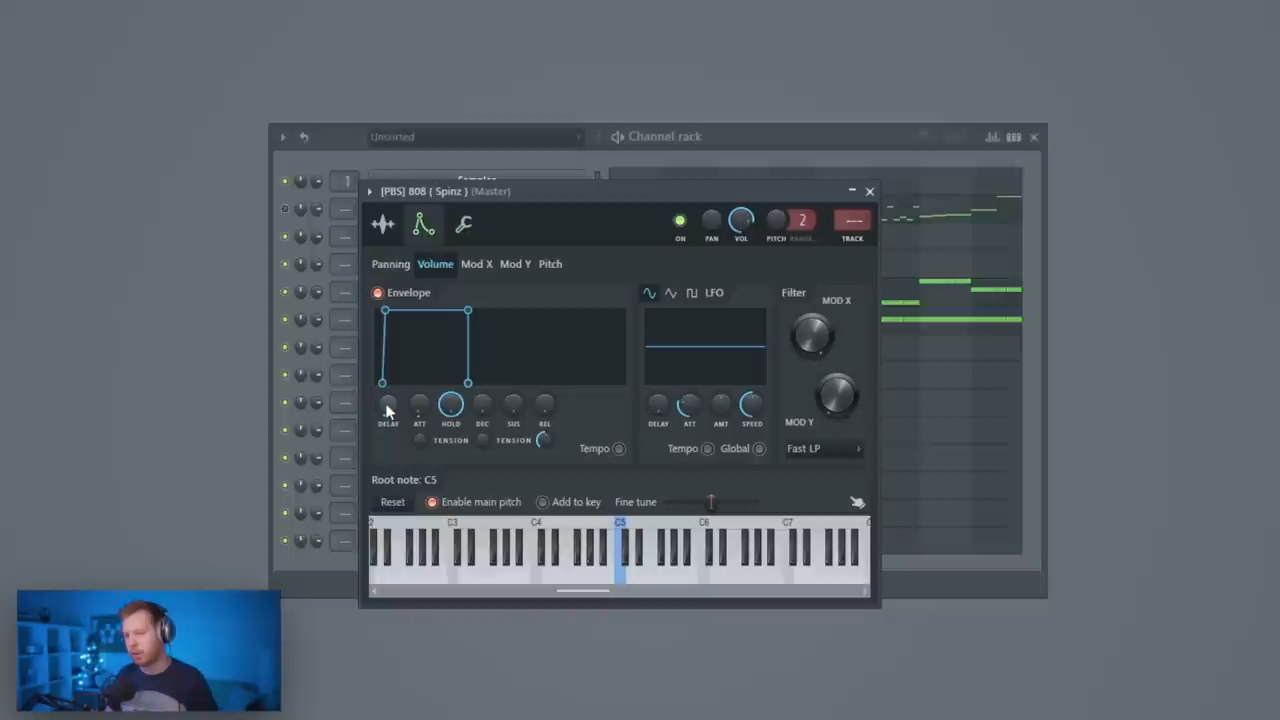 Unsorted
Channel rack
1
[PBS] 808 ( Spinz ) (Master)
2
---
ON
PAN
VOL
PITCH
TRACK
Panning
Volume
Mod X
Mod Y
Pitch
Envelope
LFO
Filter
MOD X
DELAY
ATT
HOLD
DEC
SUS
REL
DELAY
ATT
AMT
SPEED
MOD Y
TENSION
TENSION
Tempo
Tempo
Global
Fast LP
Root note: C5
Reset
Enable main pitch
Add to key
Fine tune
C3
C4
C5
C6
C7